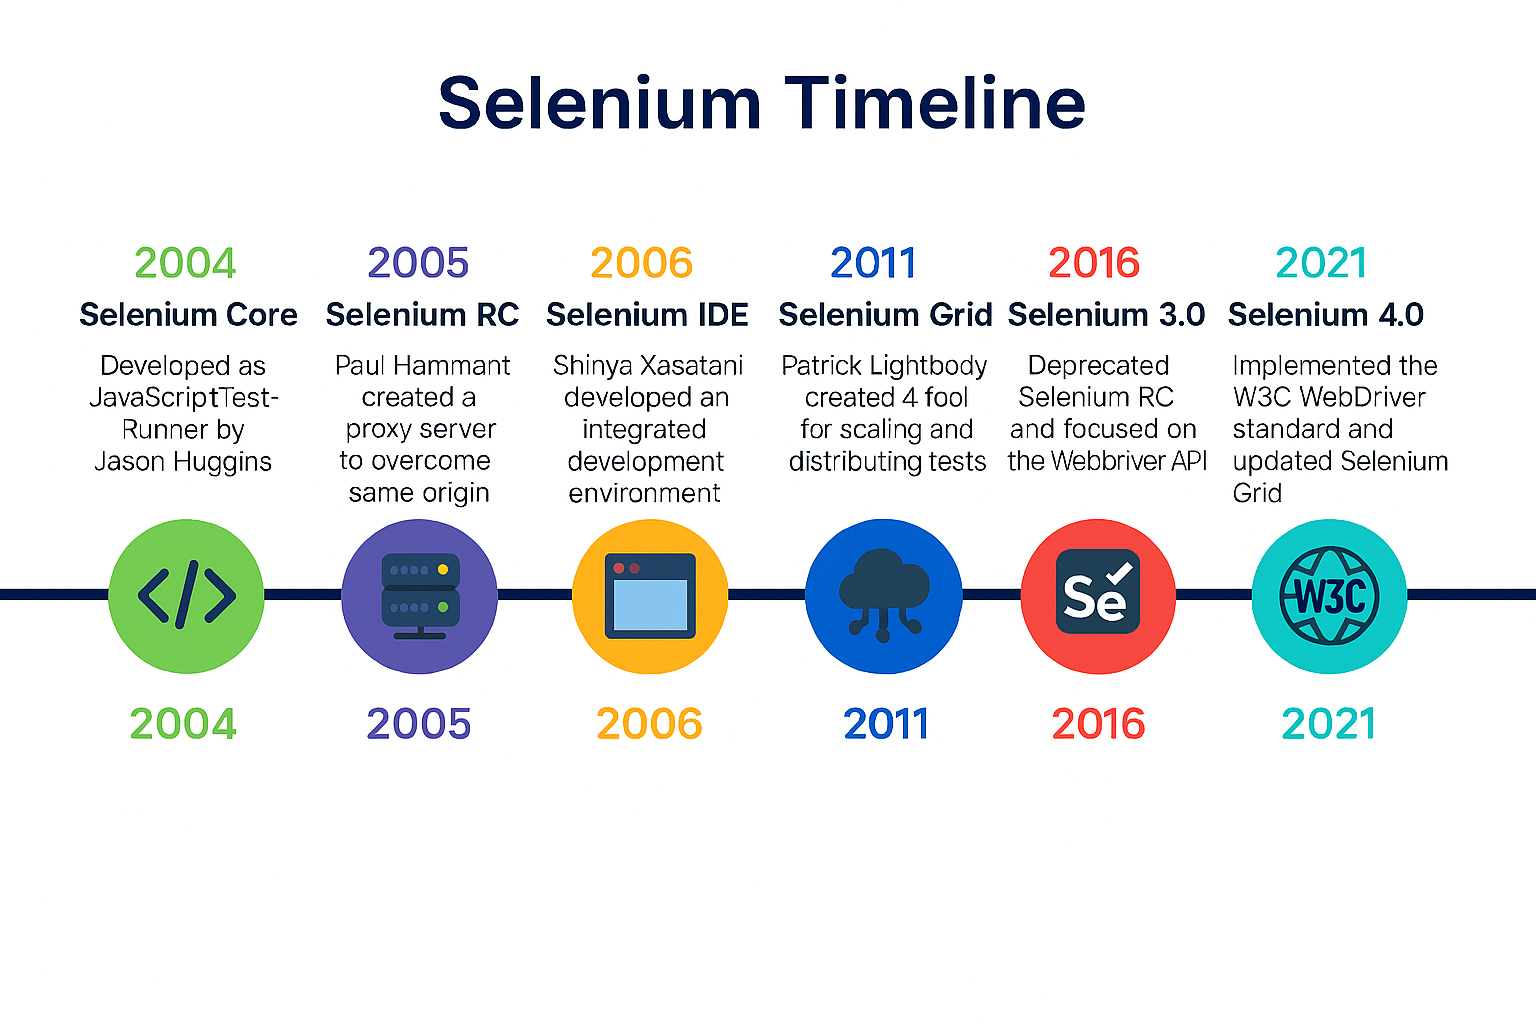 Selenium Timeline
2004
Selenium Core
Developed as
JavaScriptTest-
Runner by
Jason Huggins
2005
Selenium RC
Paul Hammant
created a
proxy server
to overcome
same origin
2006
Selenium IDE
Shinya Xasatani
developed an
integrated
development
environment
2011
Selenium Grid
Patrick Lightbody
created 4 fool
for scaling and
distributing tests
2016
Selenium 3.0
Deprecated
Selenium RC
and focused on
the Webbriver API
2021
Selenium 4.0
Implemented the
W3C WebDriver
standard and
updated Selenium
Grid
</>
Se
W3C
2004
2005
2006
2011
2016
2021